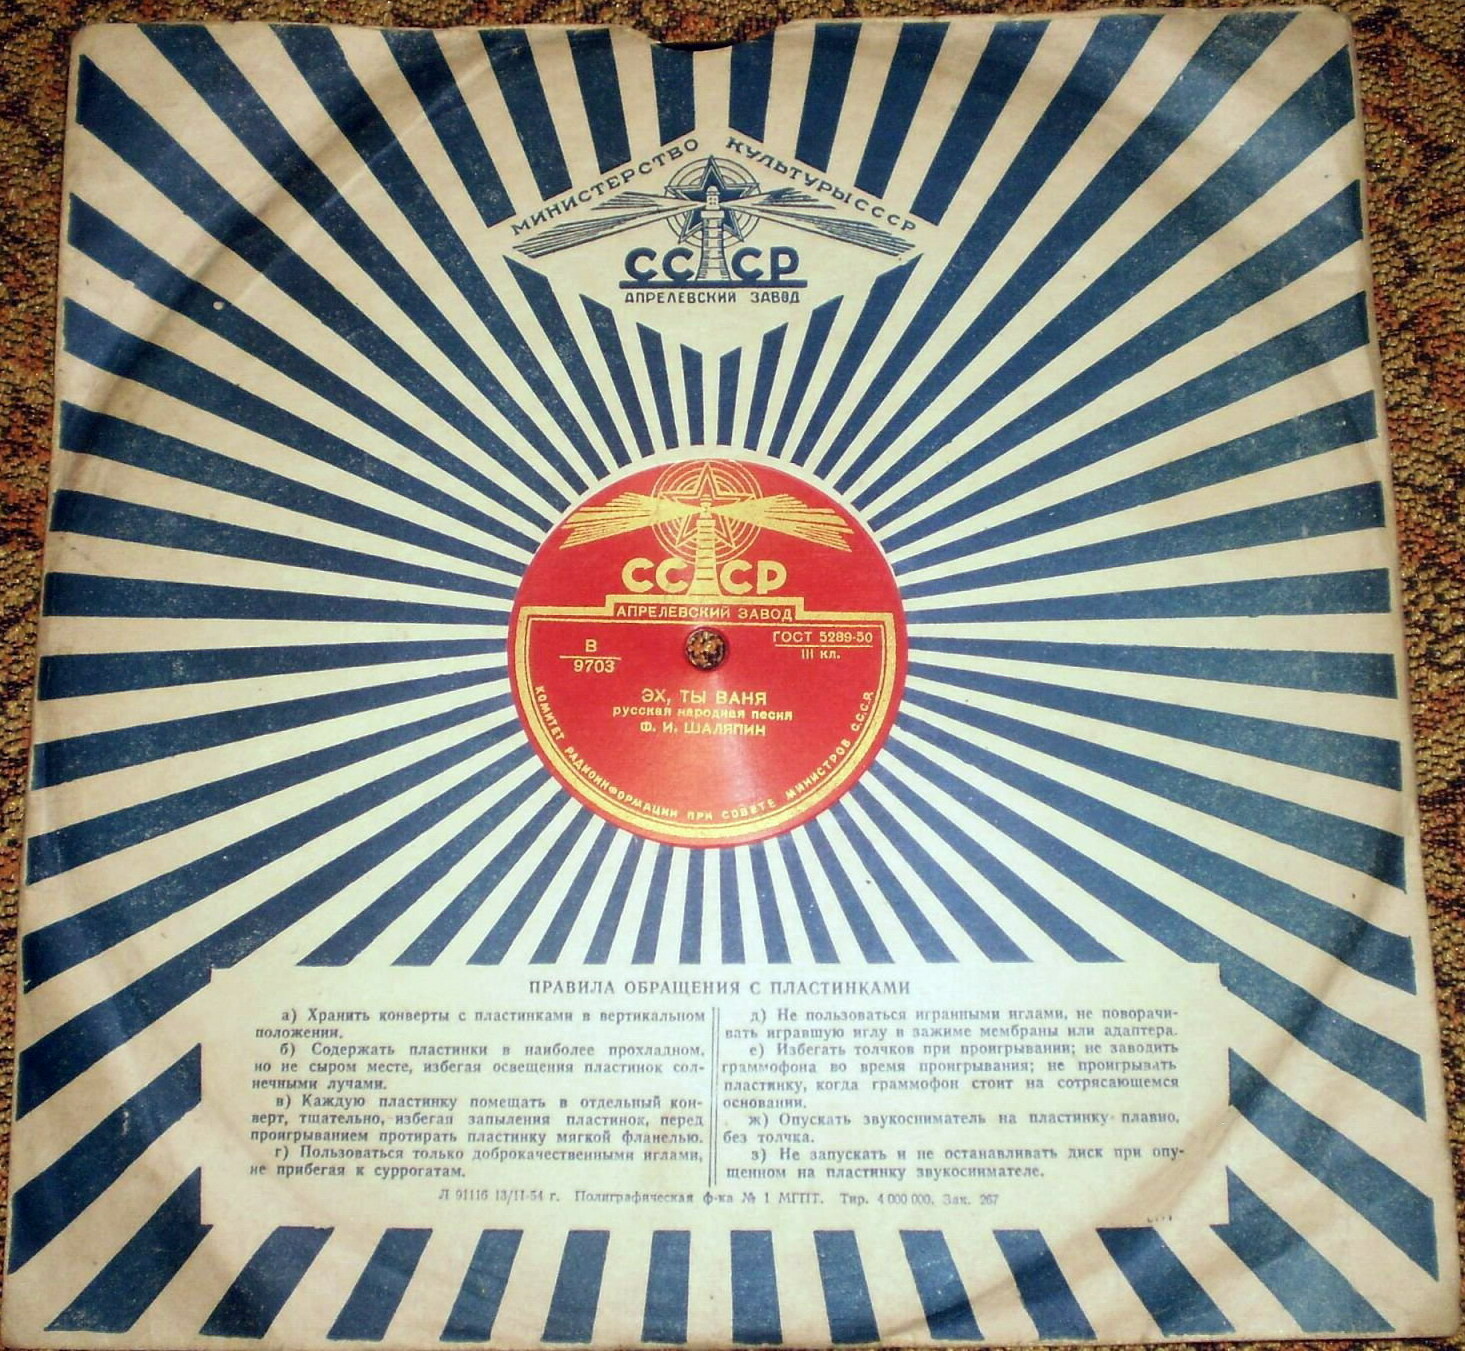 МИНИСТЕРСТВО КУЛЬТУРЫ СССР
СССР
АПРЕЛЕВСКИЙ ЗАВОД
СССР
АПРЕЛЕВСКИЙ ЗАВОД
В
9703
ГОСТ 5289-50
III кл.
ЭХ, ТЫ ВАНЯ
русская народная песня
Ф. И. ШАЛЯПИН
КОМИТЕТ РАДИОИНФОРМАЦИИ ПРИ СОВЕТЕ МИНИСТРОВ С.С.С.Р.
ПРАВИЛА ОБРАЩЕНИЯ С ПЛАСТИНКАМИ
а) Хранить конверты с пластинками в вертикальном
положении.
б) Содержать пластинки в наиболее прохладном,
но не сыром месте, избегая освещения пластинок сол-
нечными лучами.
в) Каждую пластинку помещать в отдельный кон-
верт, тщательно, избегая запыления пластинок, перед
проигрыванием протирать пластинку мягкой фланелью.
г) Пользоваться только доброкачественными иглами,
не прибегая к суррогатам.
д) Не пользоваться игранными иглами, не поворачи-
вать игравшую иглу в зажиме мембраны или адаптера.
е) Избегать толчков при проигрывании; не заводить
граммофона во время проигрывания; не проигрывать
пластинку, когда граммофон стоит на сотрясающемся
основании.
ж) Опускать звукосниматель на пластинку плавно,
без толчка.
з) Не запускать и не останавливать диск при опу-
щенном на пластинку звукоснимателе.
Л 91116 13/II-54 г. Полиграфическая ф-ка № 1 МГПТ. Тир. 4 000 000. Зак. 267